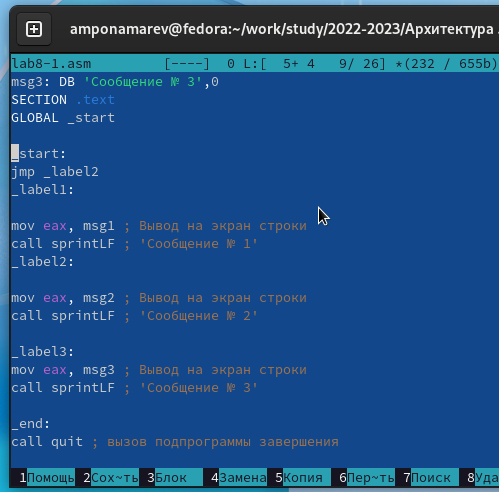 amponamarev@fedora:~/work/study/2022-2023/Архитектура
lab8-1.asm [----] 0 L:[ 5+ 4 9/ 26] *(232 / 655b)
msg3: DB 'Сообщение № 3',0
SECTION .text
GLOBAL _start
_start:
jmp _label2
_label1:
mov eax, msg1 ; Вывод на экран строки
call sprintLF ; 'Сообщение № 1'
_label2:
mov eax, msg2 ; Вывод на экран строки
call sprintLF ; 'Сообщение № 2'
_label3:
mov eax, msg3 ; Вывод на экран строки
call sprintLF ; 'Сообщение № 3'
_end:
call quit ; вызов подпрограммы завершения
1Помощь 2Сох~ть 3Блок 4Замена 5Копия 6Пер~ть 7Поиск 8Уда